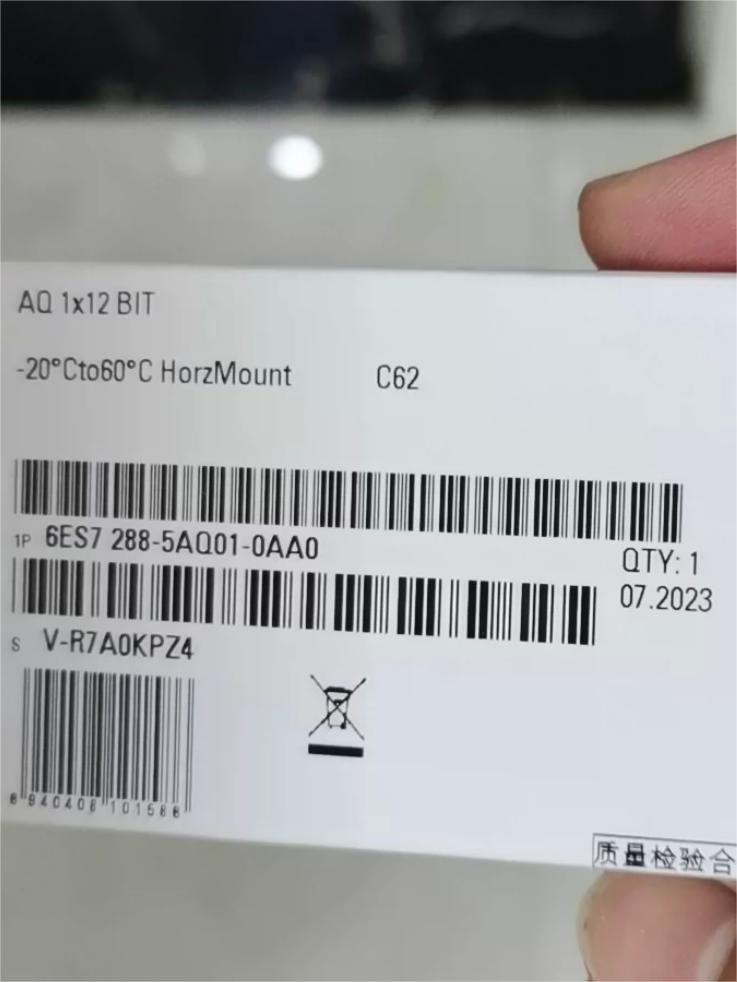 AQ 1x12 BIT
-20°Cto60°C HorzMount C62
1P 6ES7 288-5AQ01-0AA0
QTY: 1
07.2023
S V-R7A0KPZ4
6 940408 101586
质量检验合